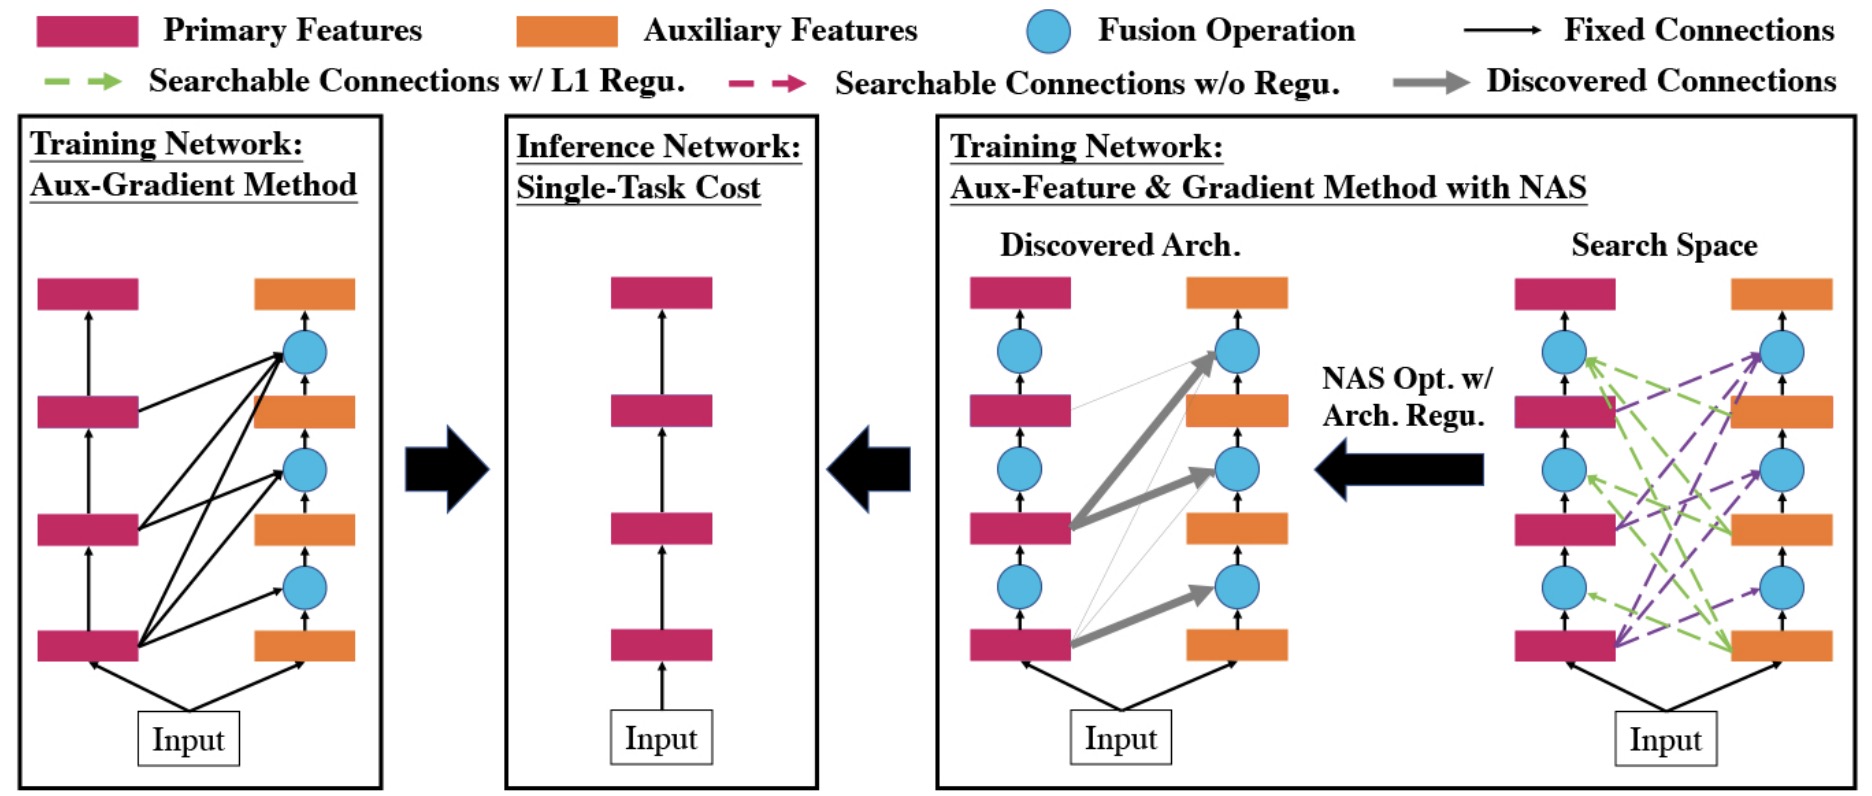 Primary Features
Auxiliary Features
Fusion Operation
Fixed Connections
Searchable Connections w/ L1 Regu.
Searchable Connections w/o Regu.
Discovered Connections
Training Network:
Aux-Gradient Method
Input
Inference Network:
Single-Task Cost
Input
Training Network:
Aux-Feature & Gradient Method with NAS
Discovered Arch.
Input
NAS Opt. w/
Arch. Regu.
Search Space
Input